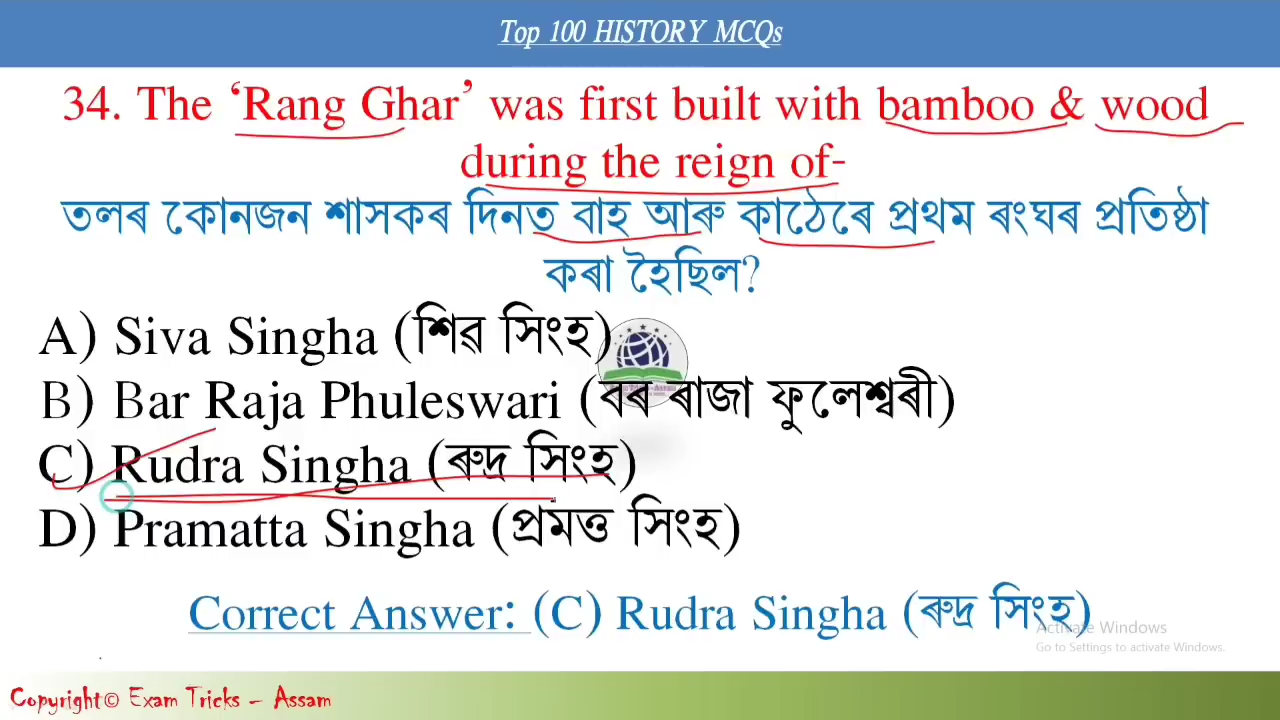 Top 100 HISTORY MCQs
34. The ‘Rang Ghar’ was first built with bamboo & wood
during the reign of-
তলৰ কোনজন শাসকৰ দিনত বাহ আৰু কাঠেৰে প্ৰথম ৰংঘৰ প্ৰতিষ্ঠা
কৰা হৈছিল?
A) Siva Singha (শিৱ সিংহ)
B) Bar Raja Phuleswari (বৰ ৰাজা ফুলেশ্বৰী)
C) Rudra Singha (ৰুদ্ৰ সিংহ)
D) Pramatta Singha (প্ৰমত্ত সিংহ)
Correct Answer: (C) Rudra Singha (ৰুদ্ৰ সিংহ)
Activate Windows
Go to Settings to activate Windows.
Copyright© Exam Tricks – Assam